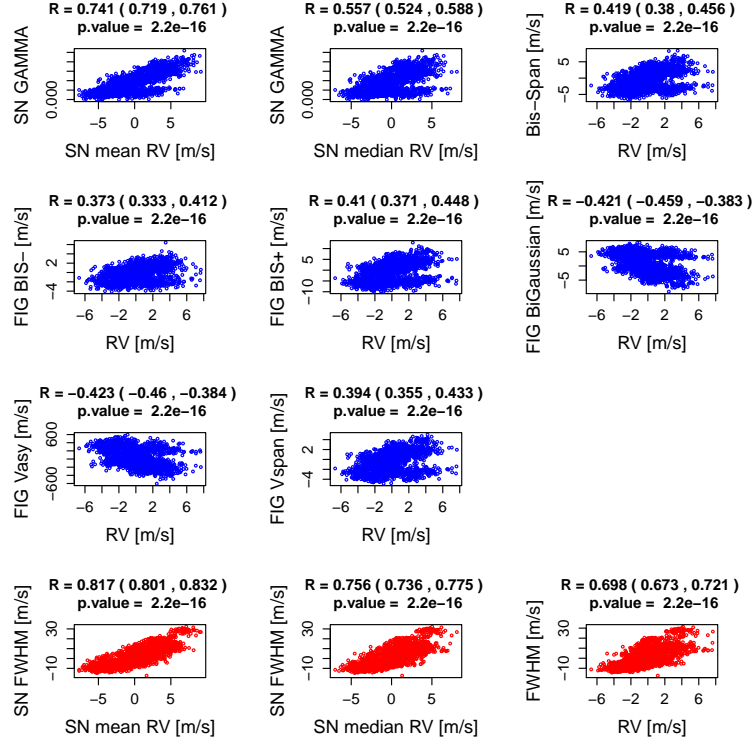 R = 0.741 ( 0.719 , 0.761 )
p.value = 2.2e−16
SN GAMMA
0.000
−5 0 5
SN mean RV [m/s]
R = 0.557 ( 0.524 , 0.588 )
p.value = 2.2e−16
SN GAMMA
0.000
−5 0 5
SN median RV [m/s]
R = 0.419 ( 0.38 , 0.456 )
p.value = 2.2e−16
Bis−Span [m/s]
5
−5
−6 −2 2 6
RV [m/s]
R = 0.373 ( 0.333 , 0.412 )
p.value = 2.2e−16
FIG BIS− [m/s]
2
−4
−6 −2 2 6
RV [m/s]
R = 0.41 ( 0.371 , 0.448 )
p.value = 2.2e−16
FIG BIS+ [m/s]
5
−10
−6 −2 2 6
RV [m/s]
R = −0.421 ( −0.459 , −0.383 )
p.value = 2.2e−16
FIG BiGaussian [m/s]
5
−5
−6 −2 2 6
RV [m/s]
R = −0.423 ( −0.46 , −0.384 )
p.value = 2.2e−16
FIG Vasy [m/s]
600
−600
−6 −2 2 6
RV [m/s]
R = 0.394 ( 0.355 , 0.433 )
p.value = 2.2e−16
FIG Vspan [m/s]
2
−4
−6 −2 2 6
RV [m/s]
R = 0.817 ( 0.801 , 0.832 )
p.value = 2.2e−16
SN FWHM [m/s]
30
−10
−5 0 5
SN mean RV [m/s]
R = 0.756 ( 0.736 , 0.775 )
p.value = 2.2e−16
SN FWHM [m/s]
30
−10
−5 0 5
SN median RV [m/s]
R = 0.698 ( 0.673 , 0.721 )
p.value = 2.2e−16
FWHM [m/s]
30
−10
−6 −2 2 6
RV [m/s]